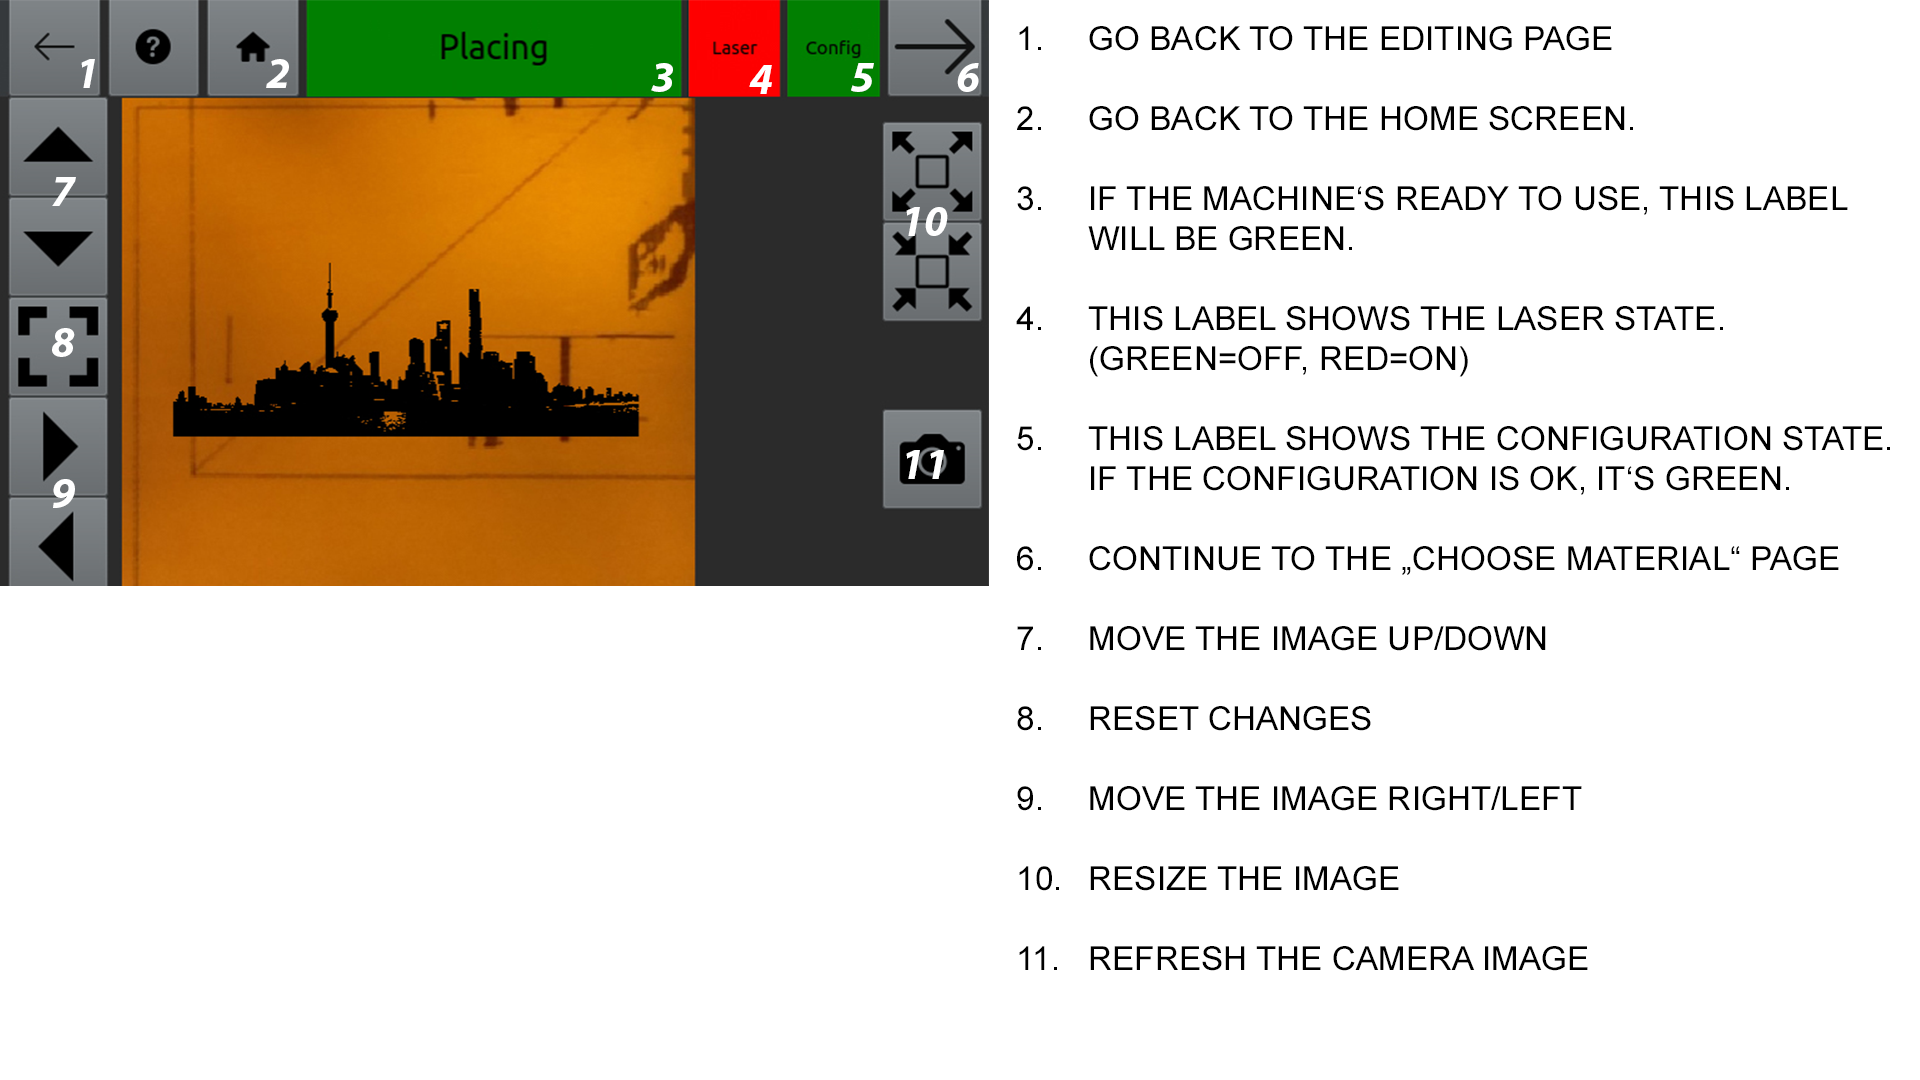 ?
Placing
Laser
Config
1
2
3
4
5
6
7
8
9
10
11
1. GO BACK TO THE EDITING PAGE
2. GO BACK TO THE HOME SCREEN.
3. IF THE MACHINE‘S READY TO USE, THIS LABEL
WILL BE GREEN.
4. THIS LABEL SHOWS THE LASER STATE.
(GREEN=OFF, RED=ON)
5. THIS LABEL SHOWS THE CONFIGURATION STATE.
IF THE CONFIGURATION IS OK, IT‘S GREEN.
6. CONTINUE TO THE „CHOOSE MATERIAL“ PAGE
7. MOVE THE IMAGE UP/DOWN
8. RESET CHANGES
9. MOVE THE IMAGE RIGHT/LEFT
10. RESIZE THE IMAGE
11. REFRESH THE CAMERA IMAGE